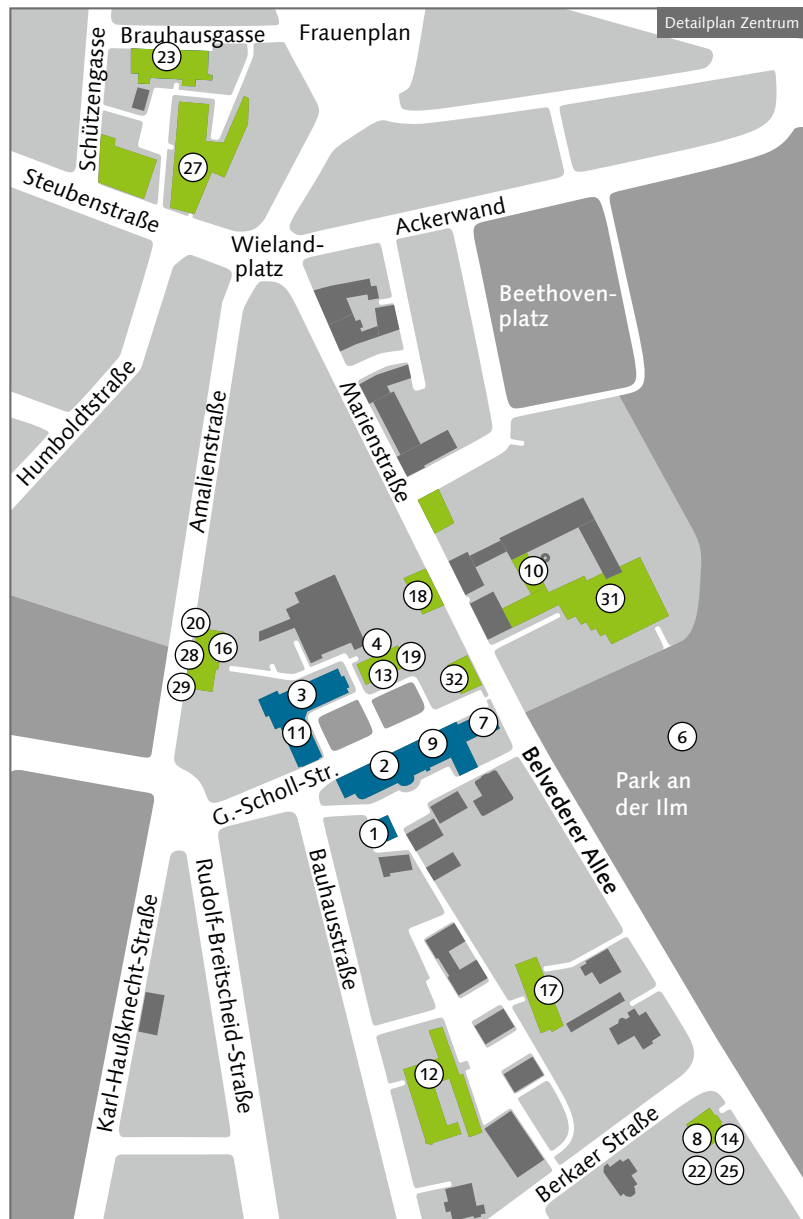 Detailplan Zentrum
Brauhausgasse
Frauenplan
23
Schützengasse
27
Steubenstraße
Ackerwand
Wieland-
platz
Beethoven-
platz
Humboldtstraße
Amalienstraße
Marienstraße
10
18
31
20
4
16
28
19
13
29
32
3
11
7
6
9
2
Park an
der Ilm
G.-Scholl-Str.
1
Belvederer Allee
Bauhausstraße
Rudolf-Breitscheid-Straße
Karl-Haußknecht-Straße
17
12
Berkaer Straße
8
14
22
25